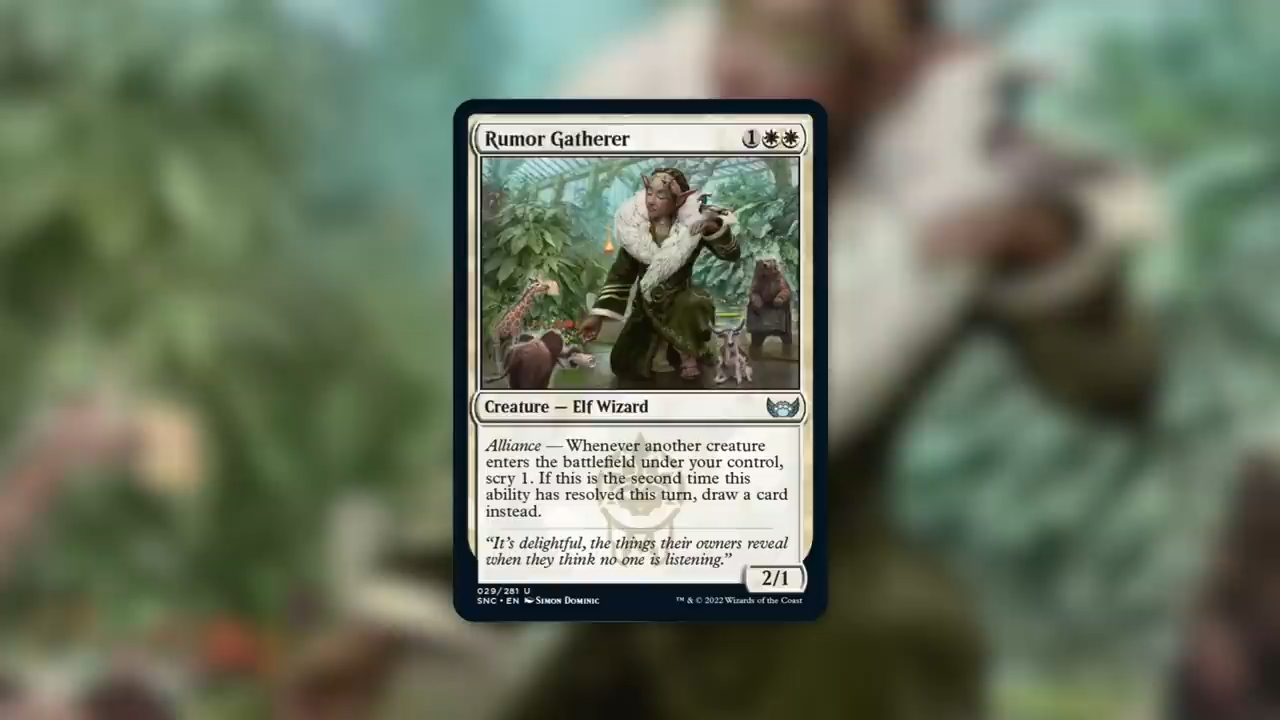 Rumor Gatherer 1
Creature — Elf Wizard
Alliance — Whenever another creature
enters the battlefield under your control,
scry 1. If this is the second time this
ability has resolved this turn, draw a card
instead.
“It’s delightful, the things their owners reveal
when they think no one is listening.”
2/1
029/281 U
SNC • EN Simon Dominic
™ & © 2022 Wizards of the Coast